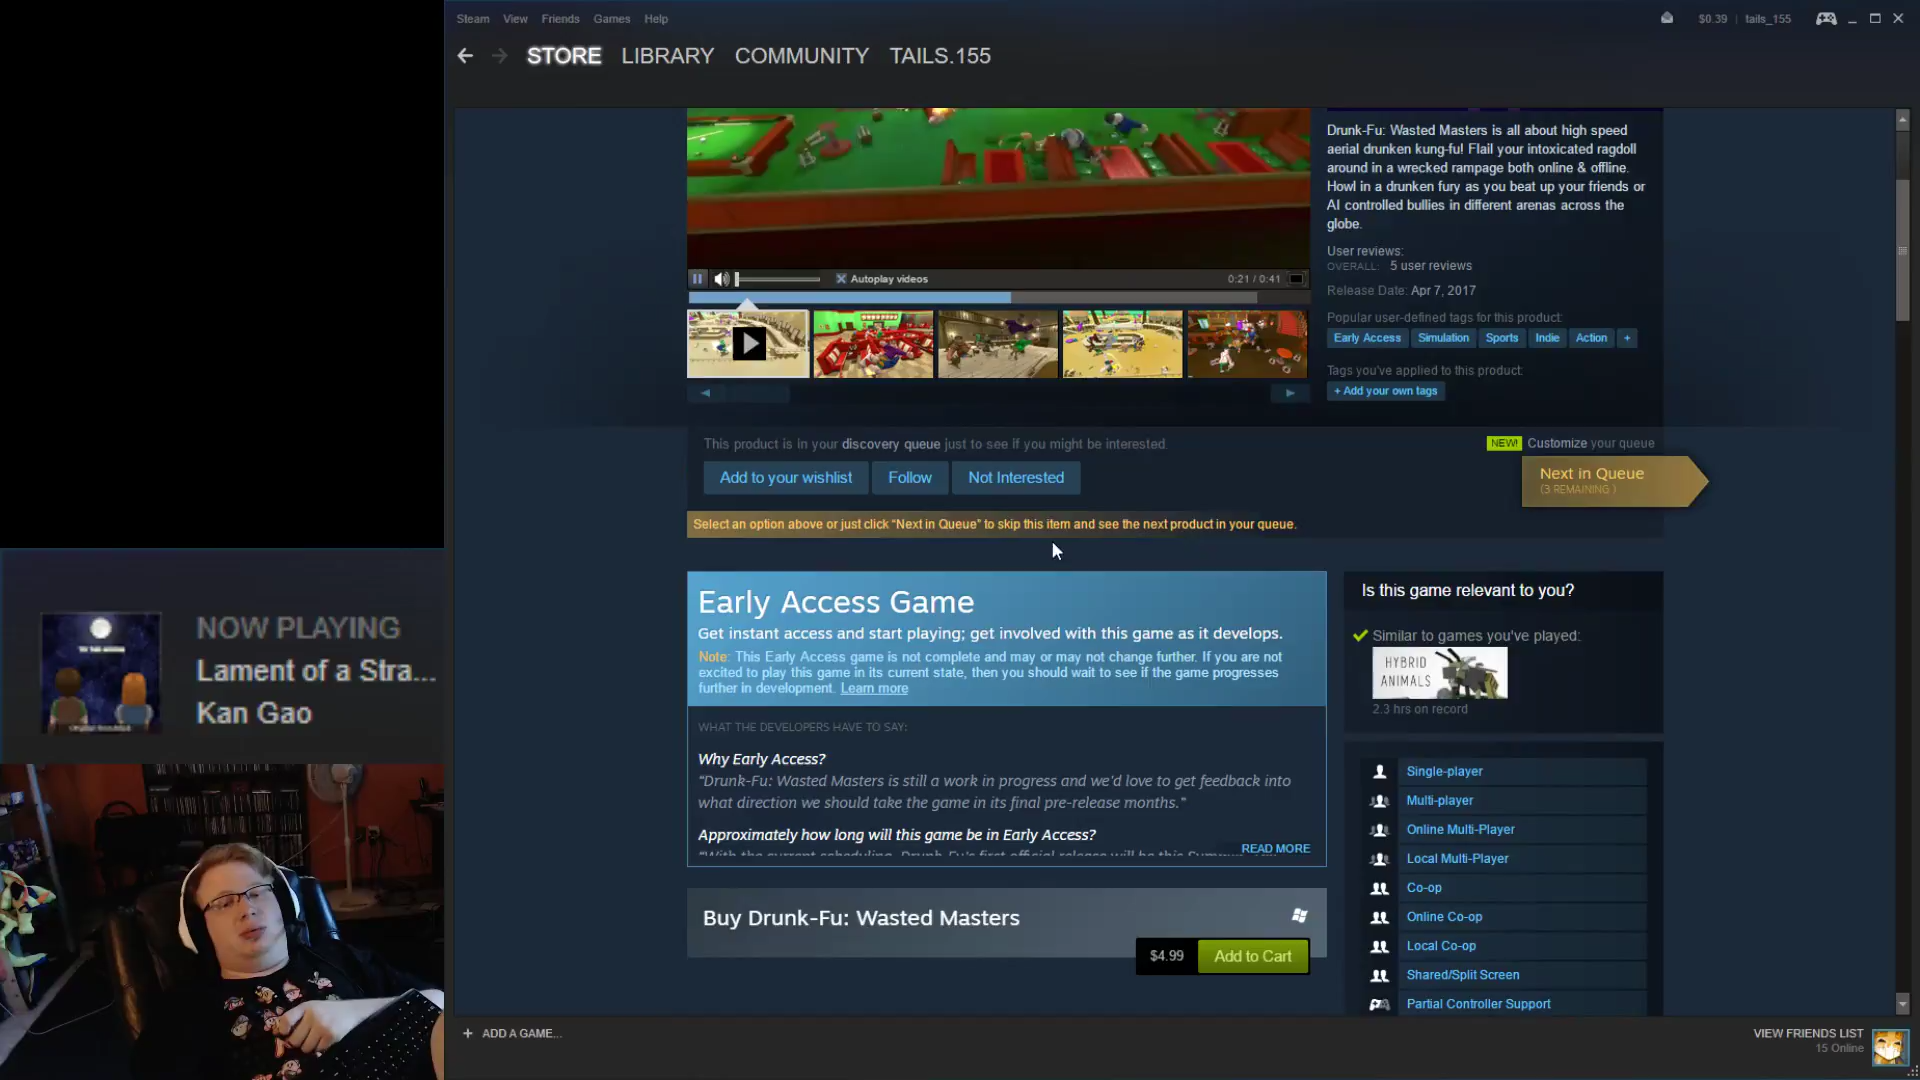 Steam View Friends Games Help
$0.39 tails_155
STORE LIBRARY COMMUNITY TAILS.155
Drunk-Fu: Wasted Masters is all about high speed
aerial drunken kung-fu! Flail your intoxicated ragdoll
around in a wrecked rampage both online & offline.
Howl in a drunken fury as you beat up your friends or
AI controlled bullies in different arenas across the
globe.
User reviews:
OVERALL: 5 user reviews
Release Date: Apr 7, 2017
Popular user-defined tags for this product:
Early Access Simulation Sports Indie Action +
Tags you've applied to this product:
+ Add your own tags
Autoplay videos
0:21 / 0:41
This product is in your discovery queue just to see if you might be interested.
Add to your wishlist Follow Not Interested
NEW! Customize your queue
Next in Queue
(3 REMAINING )
Select an option above or just click "Next in Queue" to skip this item and see the next product in your queue.
Early Access Game
Get instant access and start playing; get involved with this game as it develops.
Note: This Early Access game is not complete and may or may not change further. If you are not
excited to play this game in its current state, then you should wait to see if the game progresses
further in development. Learn more
WHAT THE DEVELOPERS HAVE TO SAY:
Why Early Access?
“Drunk-Fu: Wasted Masters is still a work in progress and we'd love to get feedback into
what direction we should take the game in its final pre-release months.”
Approximately how long will this game be in Early Access?
READ MORE
Buy Drunk-Fu: Wasted Masters
$4.99 Add to Cart
Is this game relevant to you?
Similar to games you've played:
HYBRID
ANIMALS
2.3 hrs on record
Single-player
Multi-player
Online Multi-Player
Local Multi-Player
Co-op
Online Co-op
Local Co-op
Shared/Split Screen
Partial Controller Support
NOW PLAYING
Lament of a Stra...
Kan Gao
+ ADD A GAME...
VIEW FRIENDS LIST
15 Online